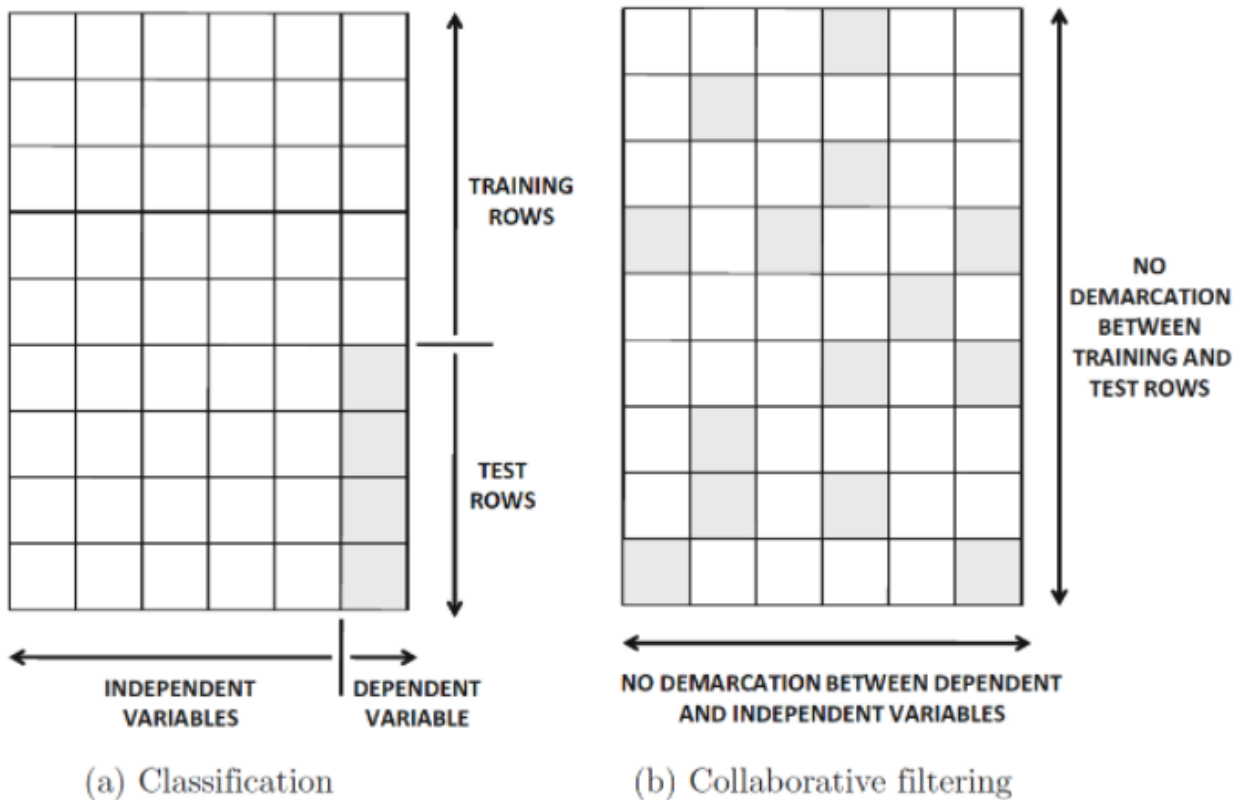 TRAINING
ROWS
TEST
ROWS
INDEPENDENT
VARIABLES
DEPENDENT
VARIABLE
(a) Classification
NO
DEMARCATION
BETWEEN
TRAINING AND
TEST ROWS
NO DEMARCATION BETWEEN DEPENDENT
AND INDEPENDENT VARIABLES
(b) Collaborative filtering